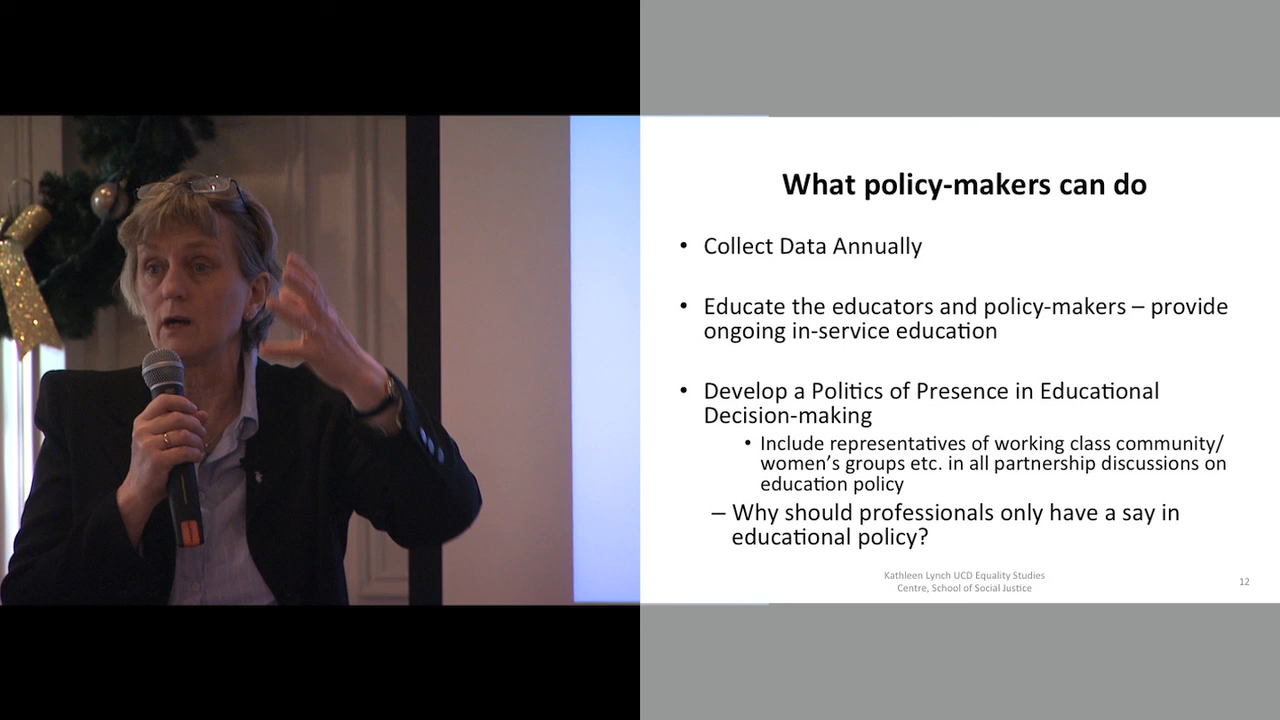 What policy-makers can do
• Collect Data Annually
• Educate the educators and policy-makers – provide
ongoing in-service education
• Develop a Politics of Presence in Educational
Decision-making
• Include representatives of working class community/
women's groups etc. in all partnership discussions on
education policy
– Why should professionals only have a say in
educational policy?
Kathleen Lynch UCD Equality Studies
Centre, School of Social Justice
12